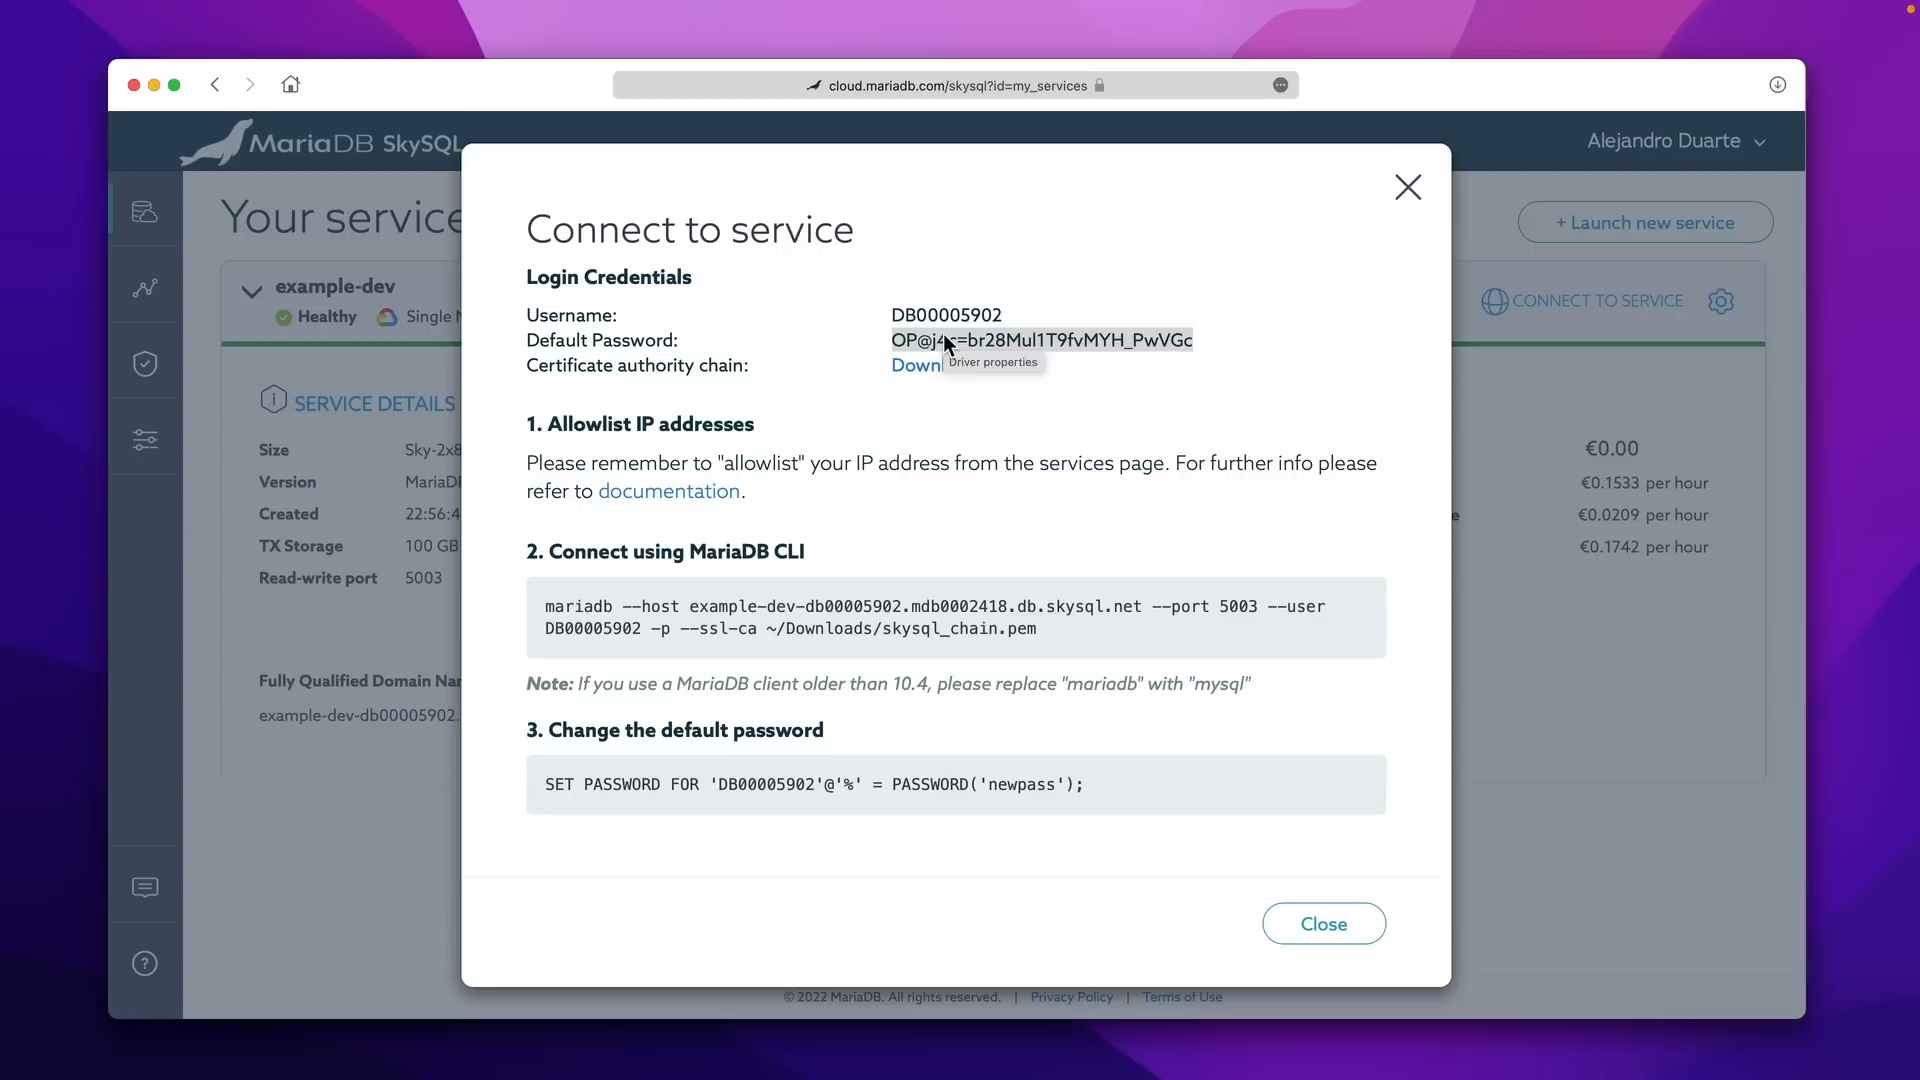 cloud.mariadb.com/skysql?id=my_services
MariaDB SkySQL
Alejandro Duarte
Your service
+ Launch new service
example-dev
Healthy
Single
CONNECT TO SERVICE
SERVICE DETAILS
Size
Sky-2x8
€0.00
Version
€0.1533 per hour
Created
22:56:4
€0.0209 per hour
TX Storage
100 GB
€0.1742 per hour
Read-write port
5003
Fully Qualified Domain
example-dev-db00005902.
Connect to service
Login Credentials
Username:
DB00005902
Default Password:
Certificate authority chain:
Driver properties
1. Allowlist IP addresses
Please remember to "allowlist" your IP address from the services page. For further info please
refer to documentation.
2. Connect using MariaDB CLI
mariadb --host example-dev-db00005902.mdb0002418.db.skysql.net --port 5003 --user
DB00005902 -p --ssl-ca ~/Downloads/skysql_chain.pem
Note: If you use a MariaDB client older than 10.4, please replace "mariadb" with "mysql"
3. Change the default password
SET PASSWORD FOR 'DB00005902'@'%' = PASSWORD('newpass');
Close
© 2022 MariaDB. All rights reserved. | Privacy Policy | Terms of Use